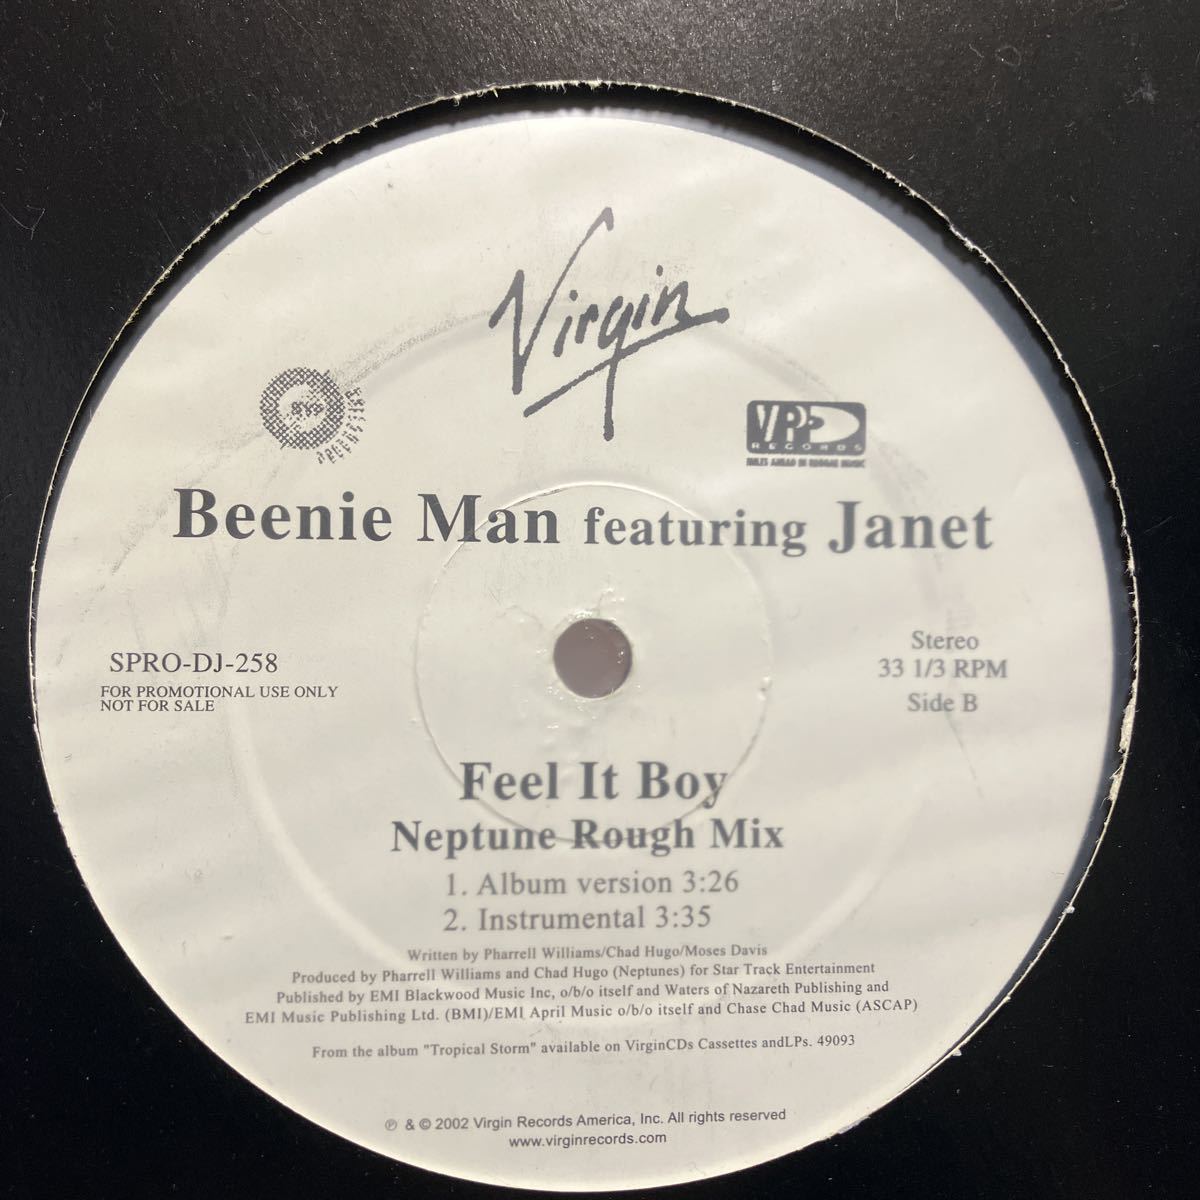 Virgin
VP
RECORDS
MILES AHEAD IN REGGAE MUSIC
Beenie Man featuring Janet
SPRO-DJ-258
FOR PROMOTIONAL USE ONLY
NOT FOR SALE
Stereo
33 1/3 RPM
Side B
Feel It Boy
Neptune Rough Mix
1. Album version 3:26
2. Instrumental 3:35
Written by Pharrell Williams/Chad Hugo/Moses Davis
Produced by Pharrell Williams and Chad Hugo (Neptunes) for Star Track Entertainment
Published by EMI Blackwood Music Inc, o/b/o itself and Waters of Nazareth Publishing and
EMI Music Publishing Ltd. (BMI)/EMI April Music o/b/o itself and Chase Chad Music (ASCAP)
From the album "Tropical Storm" available on VirginCDs Cassettes andLPs. 49093
℗ & © 2002 Virgin Records America, Inc. All rights reserved
www.virginrecords.com